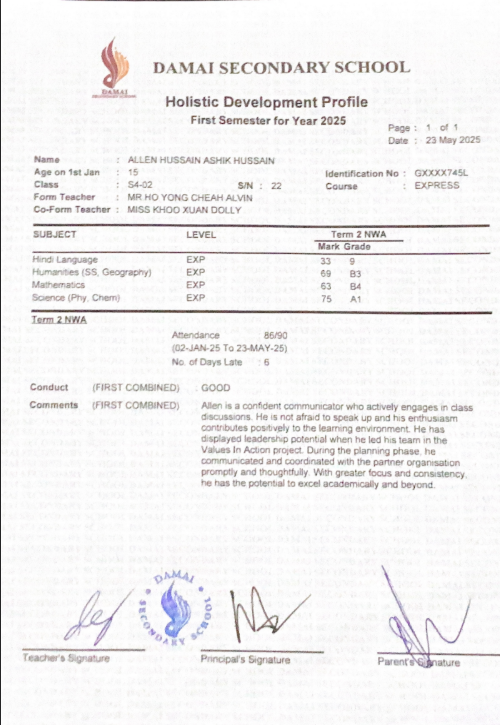 DAMAI
SECONDARY SCHOOL
DAMAI SECONDARY SCHOOL
Holistic Development Profile
First Semester for Year 2025
Page : 1 of 1
Date : 23 May 2025
Name : ALLEN HUSSAIN ASHIK HUSSAIN
Age on 1st Jan : 15 Identification No : GXXXX745L
Class : S4-02 S/N : 22 Course : EXPRESS
Form Teacher : MR HO YONG CHEAH ALVIN
Co-Form Teacher : MISS KHOO XUAN DOLLY
SUBJECT LEVEL Term 2 NWA
Mark Grade
Hindi Language EXP 33 9
Humanities (SS, Geography) EXP 69 B3
Mathematics EXP 63 B4
Science (Phy, Chem) EXP 75 A1
Term 2 NWA
Attendance 86/90
(02-JAN-25 To 23-MAY-25)
No. of Days Late : 6
Conduct (FIRST COMBINED) : GOOD
Comments (FIRST COMBINED) Allen is a confident communicator who actively engages in class
discussions. He is not afraid to speak up and his enthusiasm
contributes positively to the learning environment. He has
displayed leadership potential when he led his team in the
Values In Action project. During the planning phase, he
communicated and coordinated with the partner organisation
promptly and thoughtfully. With greater focus and consistency,
he has the potential to excel academically and beyond.
DAMAI
SECONDARY SCHOOL
Teacher's Signature Principal's Signature Parent's Signature